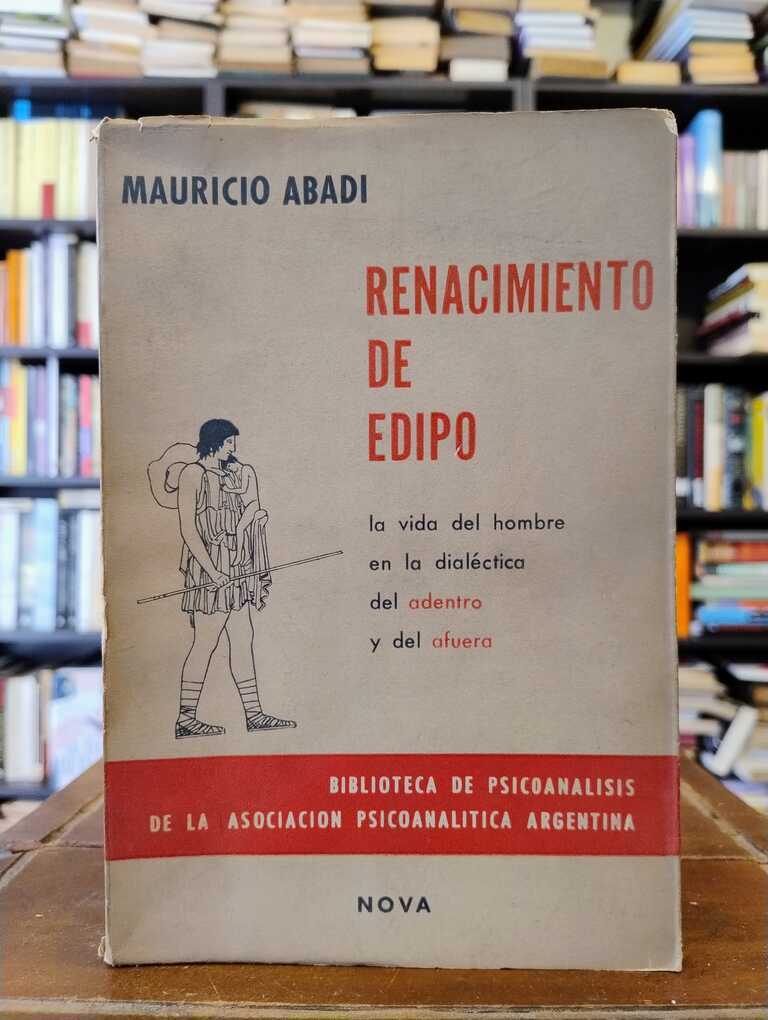 MAURICIO ABADI
RENACIMIENTO
DE
EDIPO
la vida del hombre
en la dialéctica
del adentro
y del afuera
BIBLIOTECA DE PSICOANALISIS
DE LA ASOCIACION PSICOANALITICA ARGENTINA
NOVA